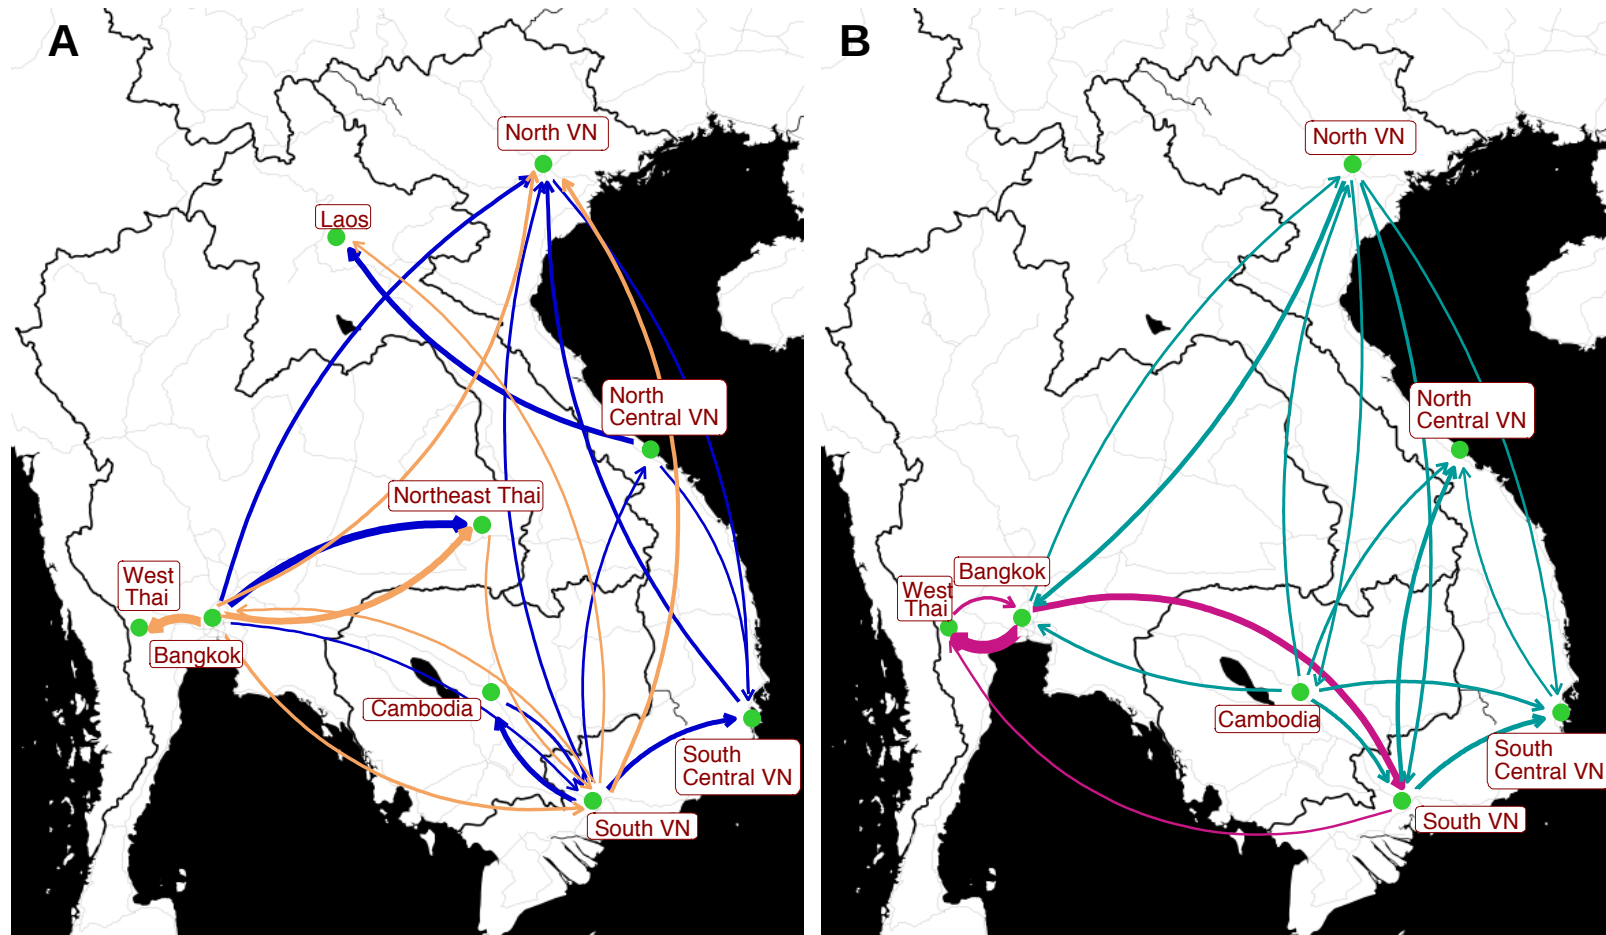 A
North VN
Laos
North
Central VN
Northeast Thai
West
Thai
Bangkok
Cambodia
South
Central VN
South VN
B
North VN
North
Central VN
Bangkok
West
Thai
Cambodia
South
Central VN
South VN